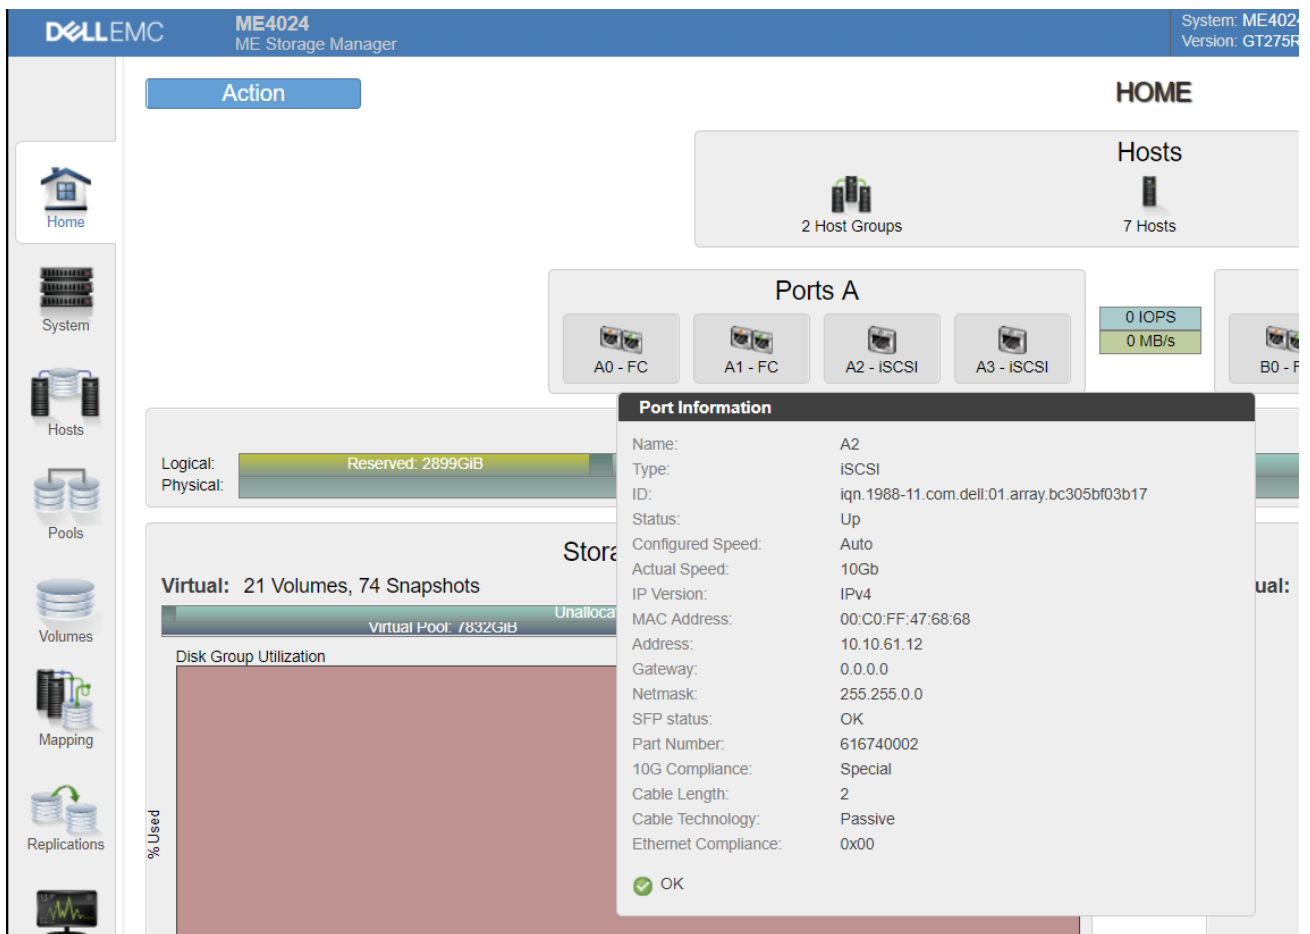 DELLEMC
ME4024
ME Storage Manager
System: ME4024
Version: GT275R
Action
HOME
Hosts
2 Host Groups
7 Hosts
Ports A
A0 - FC
A1 - FC
A2 - iSCSI
A3 - iSCSI
0 IOPS
0 MB/s
B0 - F
Home
System
Hosts
Pools
Volumes
Mapping
Replications
Logical:
Reserved: 2899GiB
Physical:
Stora
Virtual: 21 Volumes, 74 Snapshots
Unalloca
Virtual Pool: 7832GiB
Disk Group Utilization
% Used
ual:
Port Information
Name: A2
Type: iSCSI
ID: iqn.1988-11.com.dell:01.array.bc305bf03b17
Status: Up
Configured Speed: Auto
Actual Speed: 10Gb
IP Version: IPv4
MAC Address: 00:C0:FF:47:68:68
Address: 10.10.61.12
Gateway: 0.0.0.0
Netmask: 255.255.0.0
SFP status: OK
Part Number: 616740002
10G Compliance: Special
Cable Length: 2
Cable Technology: Passive
Ethernet Compliance: 0x00
OK